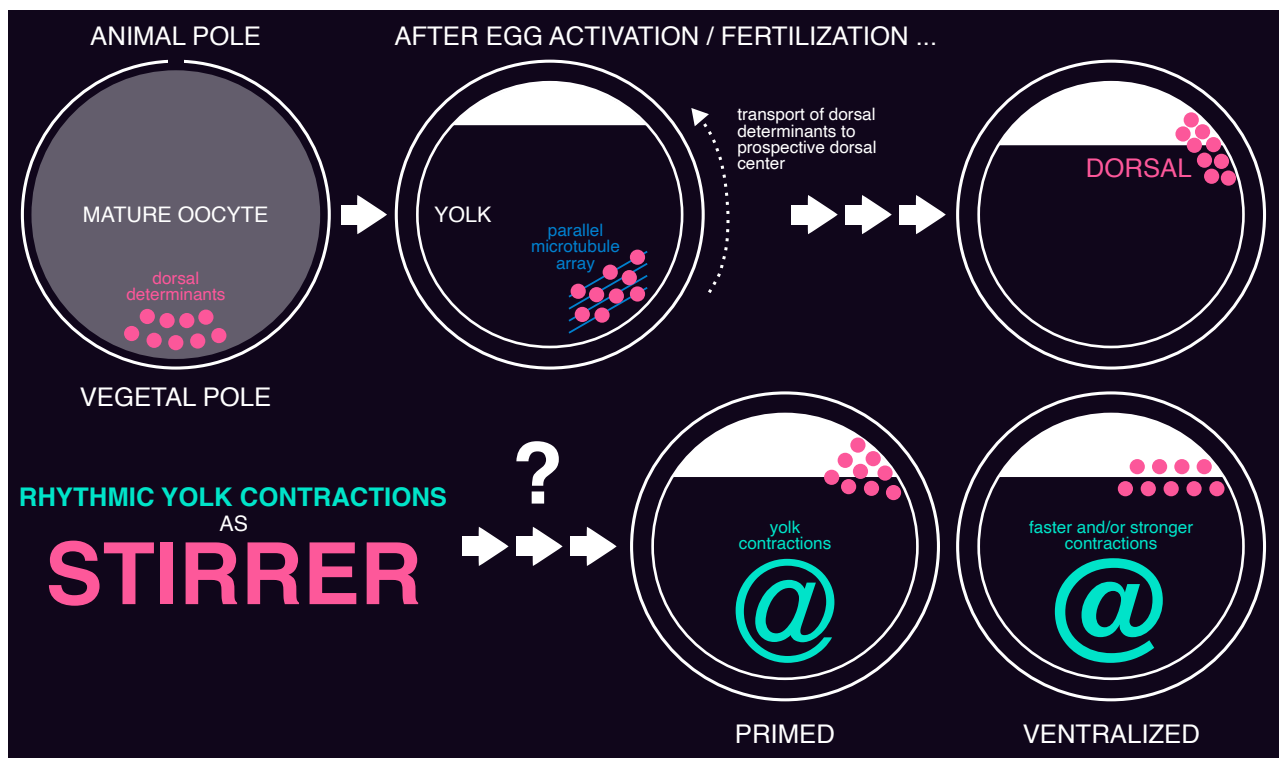 ANIMAL POLE
AFTER EGG ACTIVATION / FERTILIZATION ...
MATURE OOCYTE
dorsal
determinants
VEGETAL POLE
YOLK
parallel
microtubule
array
transport of dorsal
determinants to
prospective dorsal
center
DORSAL
RHYTHMIC YOLK CONTRACTIONS
AS
STIRRER
?
yolk
contractions
@
PRIMED
faster and/or stronger
contractions
@
VENTRALIZED